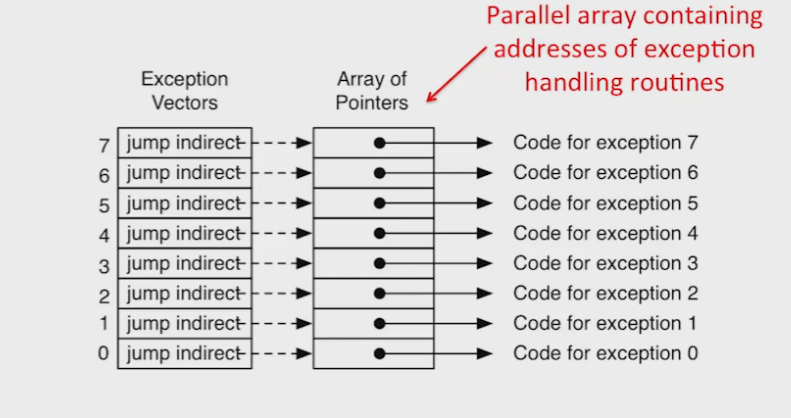 Parallel array containing
addresses of exception
handling routines
Exception
Vectors
Array of
Pointers
7 jump indirect Code for exception 7
6 jump indirect Code for exception 6
5 jump indirect Code for exception 5
4 jump indirect Code for exception 4
3 jump indirect Code for exception 3
2 jump indirect Code for exception 2
1 jump indirect Code for exception 1
0 jump indirect Code for exception 0